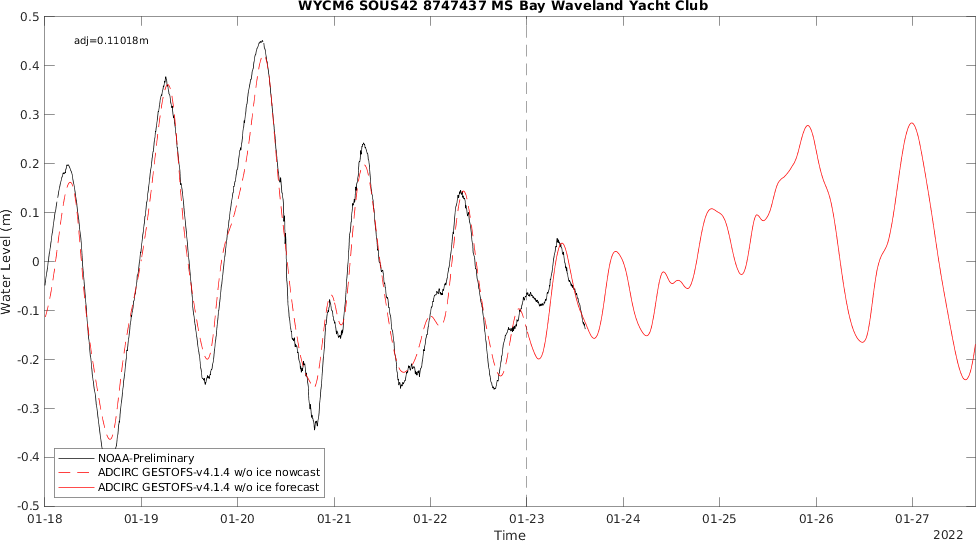 WYCM6 SOUS42 8747437 MS Bay Waveland Yacht Club
adj=0.11018m
Water Level (m)
0.5
0.4
0.3
0.2
0.1
0
-0.1
-0.2
-0.3
-0.4
-0.5
NOAA-Preliminary
ADCIRC GESTOFS-v4.1.4 w/o ice nowcast
ADCIRC GESTOFS-v4.1.4 w/o ice forecast
01-18 01-19 01-20 01-21 01-22 01-23 01-24 01-25 01-26 01-27
Time
2022